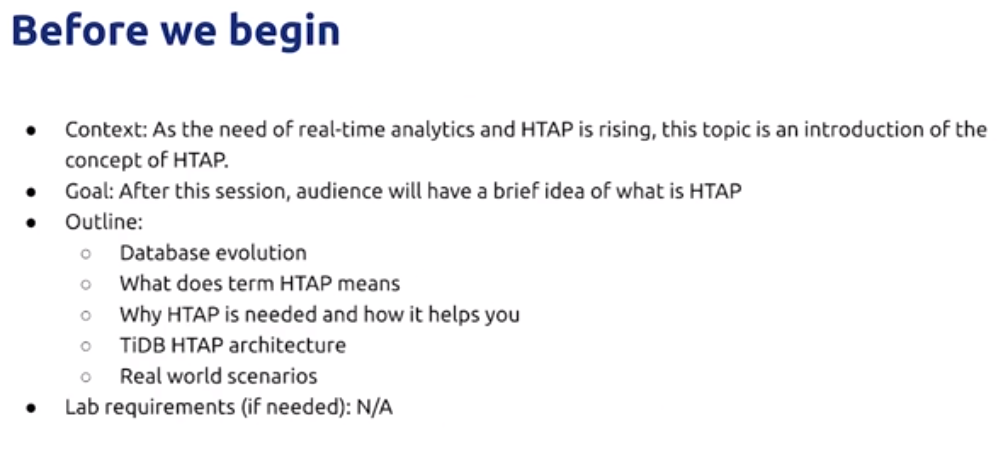 Before we begin
● Context: As the need of real-time analytics and HTAP is rising, this topic is an introduction of the
concept of HTAP.
● Goal: After this session, audience will have a brief idea of what is HTAP
● Outline:
○ Database evolution
○ What does term HTAP means
○ Why HTAP is needed and how it helps you
○ TiDB HTAP architecture
○ Real world scenarios
● Lab requirements (if needed): N/A